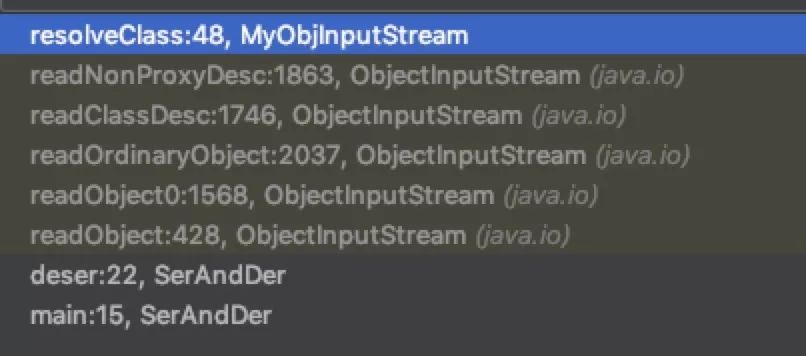 resolveClass:48, MyObjInputStream
readNonProxyDesc:1863, ObjectInputStream (java.io)
readClassDesc:1746, ObjectInputStream (java.io)
readOrdinaryObject:2037, ObjectInputStream (java.io)
readObject0:1568, ObjectInputStream (java.io)
readObject:428, ObjectInputStream (java.io)
deser:22, SerAndDer
main:15, SerAndDer